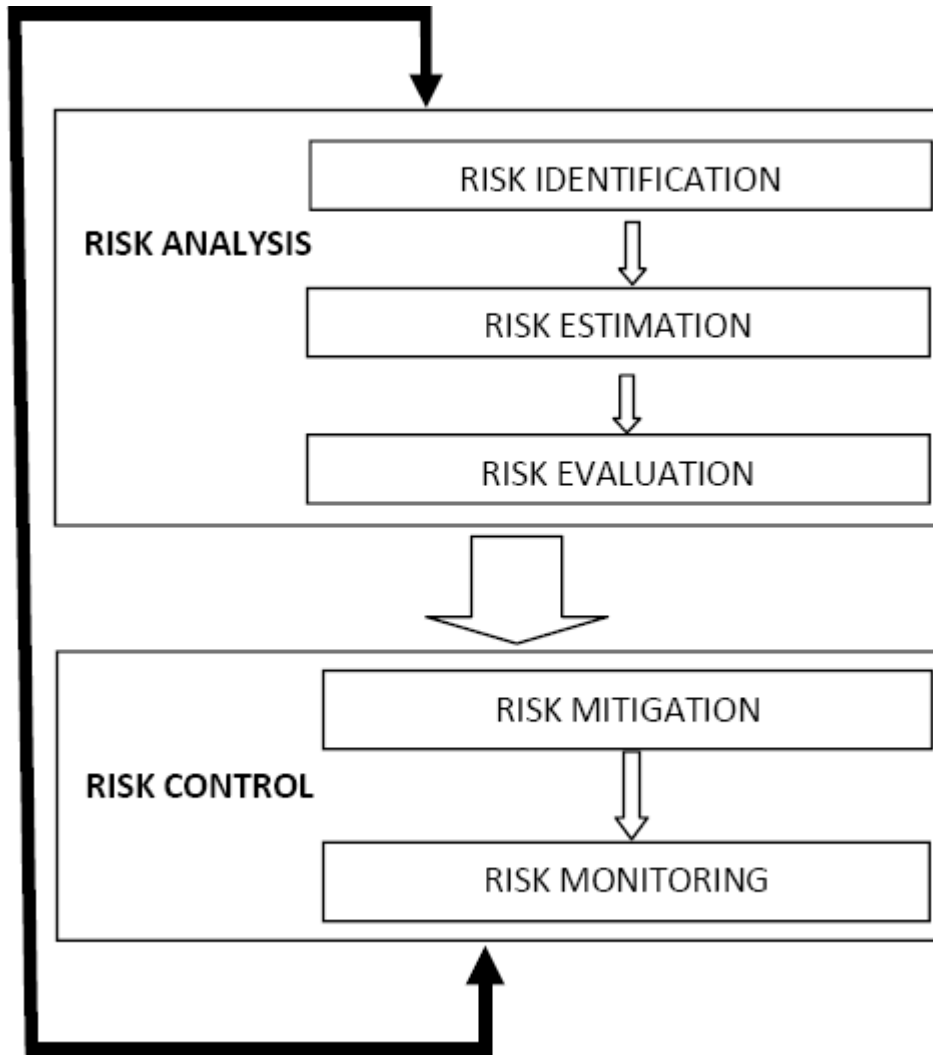 RISK IDENTIFICATION
RISK ANALYSIS
RISK ESTIMATION
RISK EVALUATION
RISK MITIGATION
RISK CONTROL
RISK MONITORING